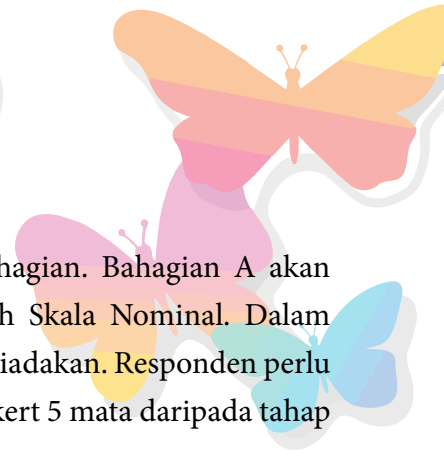 hagian. Bahagian A akan
h Skala Nominal. Dalam
iadakan. Responden perlu
kert 5 mata daripada tahap